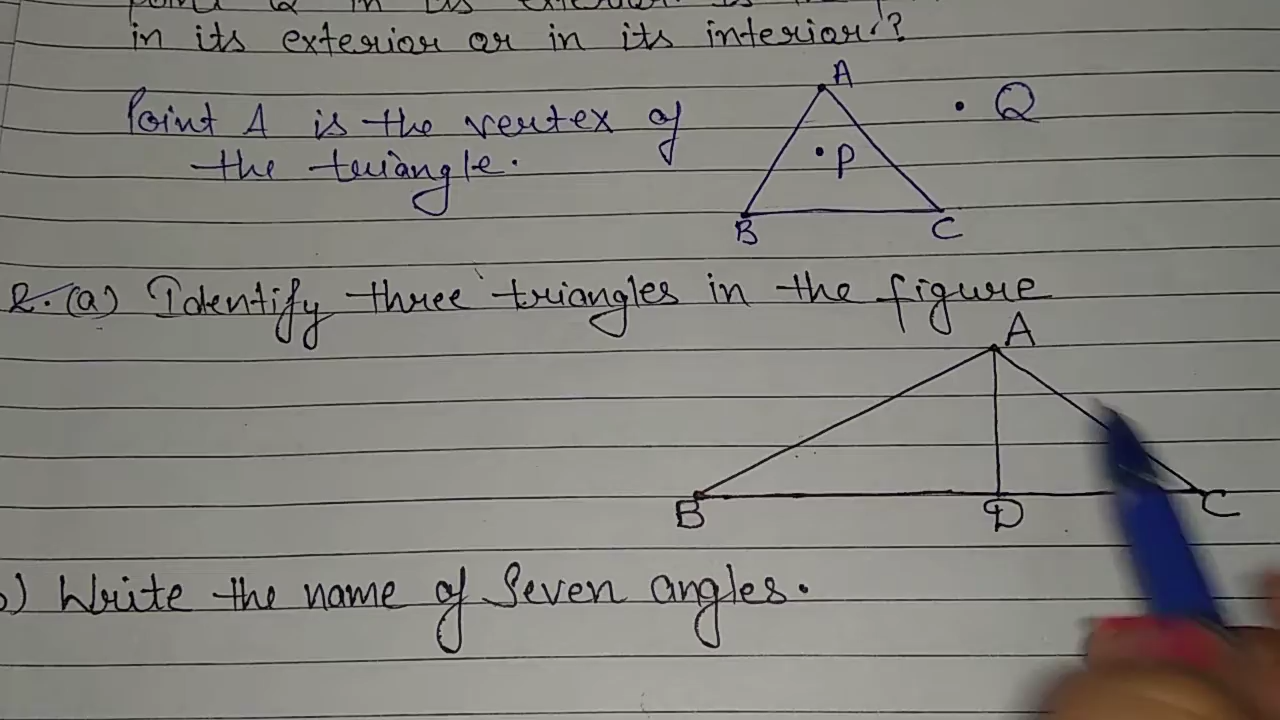 in its exterior or in its interior?
A
Point A is the vertex of
the triangle.
Q
P
B
C
2. (a) Identify three triangles in the figure
A
B
D
C
) Write the name of Seven angles.